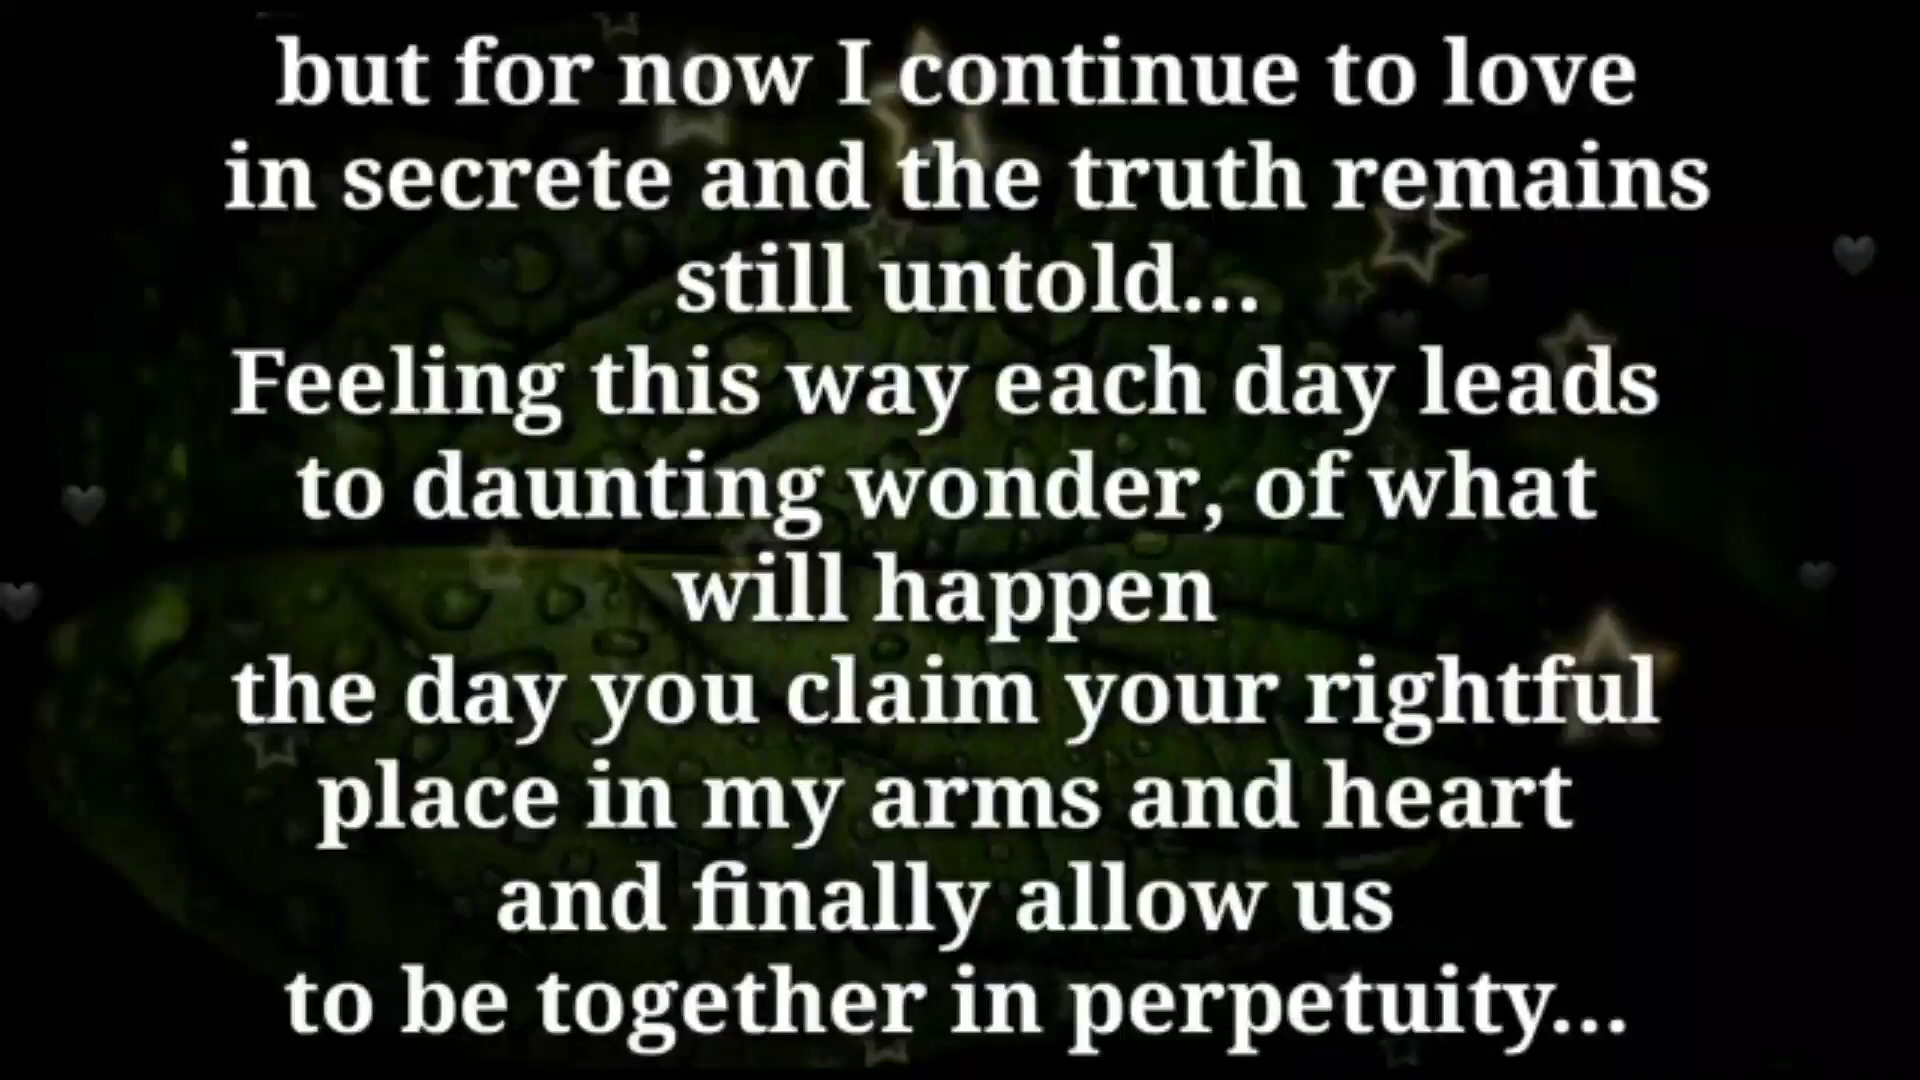 but for now I continue to love
in secrete and the truth remains
still untold...
Feeling this way each day leads
to daunting wonder, of what
will happen
the day you claim your rightful
place in my arms and heart
and finally allow us
to be together in perpetuity...